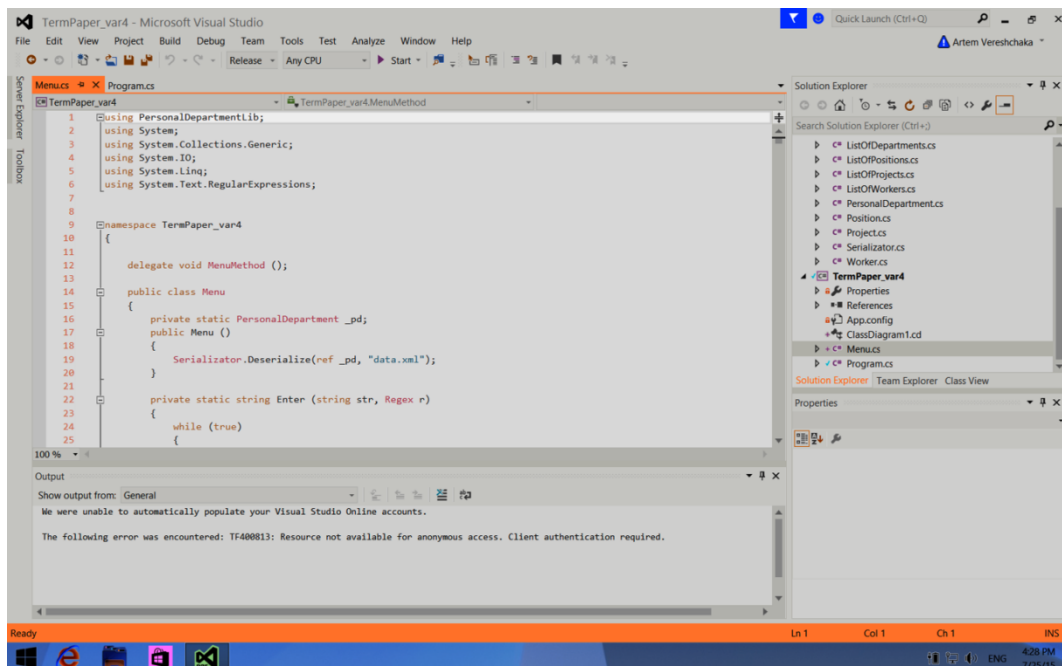 TermPaper_var4 - Microsoft Visual Studio
Quick Launch (Ctrl+Q)
File Edit View Project Build Debug Team Tools Test Analyze Window Help
Artem Vereshchaka
Release Any CPU Start
Server Explorer
Toolbox
Menu.cs Program.cs
TermPaper_var4 TermPaper_var4.MenuMethod
1 using PersonalDepartmentLib;
2 using System;
3 using System.Collections.Generic;
4 using System.IO;
5 using System.Linq;
6 using System.Text.RegularExpressions;
7
8
9 namespace TermPaper_var4
10 {
11
12 delegate void MenuMethod ();
13
14 public class Menu
15 {
16 private static PersonalDepartment _pd;
17 public Menu ()
18 {
19 Serializator.Deserialize(ref _pd, "data.xml");
20 }
21
22 private static string Enter (string str, Regex r)
23 {
24 while (true)
25 {
100 %
Output
Show output from: General
We were unable to automatically populate your Visual Studio Online accounts.
The following error was encountered: TF400813: Resource not available for anonymous access. Client authentication required.
Solution Explorer
Search Solution Explorer (Ctrl+;)
C# ListOfDepartments.cs
C# ListOfPositions.cs
C# ListOfProjects.cs
C# ListOfWorkers.cs
C# PersonalDepartment.cs
C# Position.cs
C# Project.cs
C# Serializator.cs
C# Worker.cs
C# TermPaper_var4
Properties
References
App.config
ClassDiagram1.cd
C# Menu.cs
C# Program.cs
Solution Explorer Team Explorer Class View
Properties
Ready Ln 1 Col 1 Ch 1 INS
ENG 4:28 PM